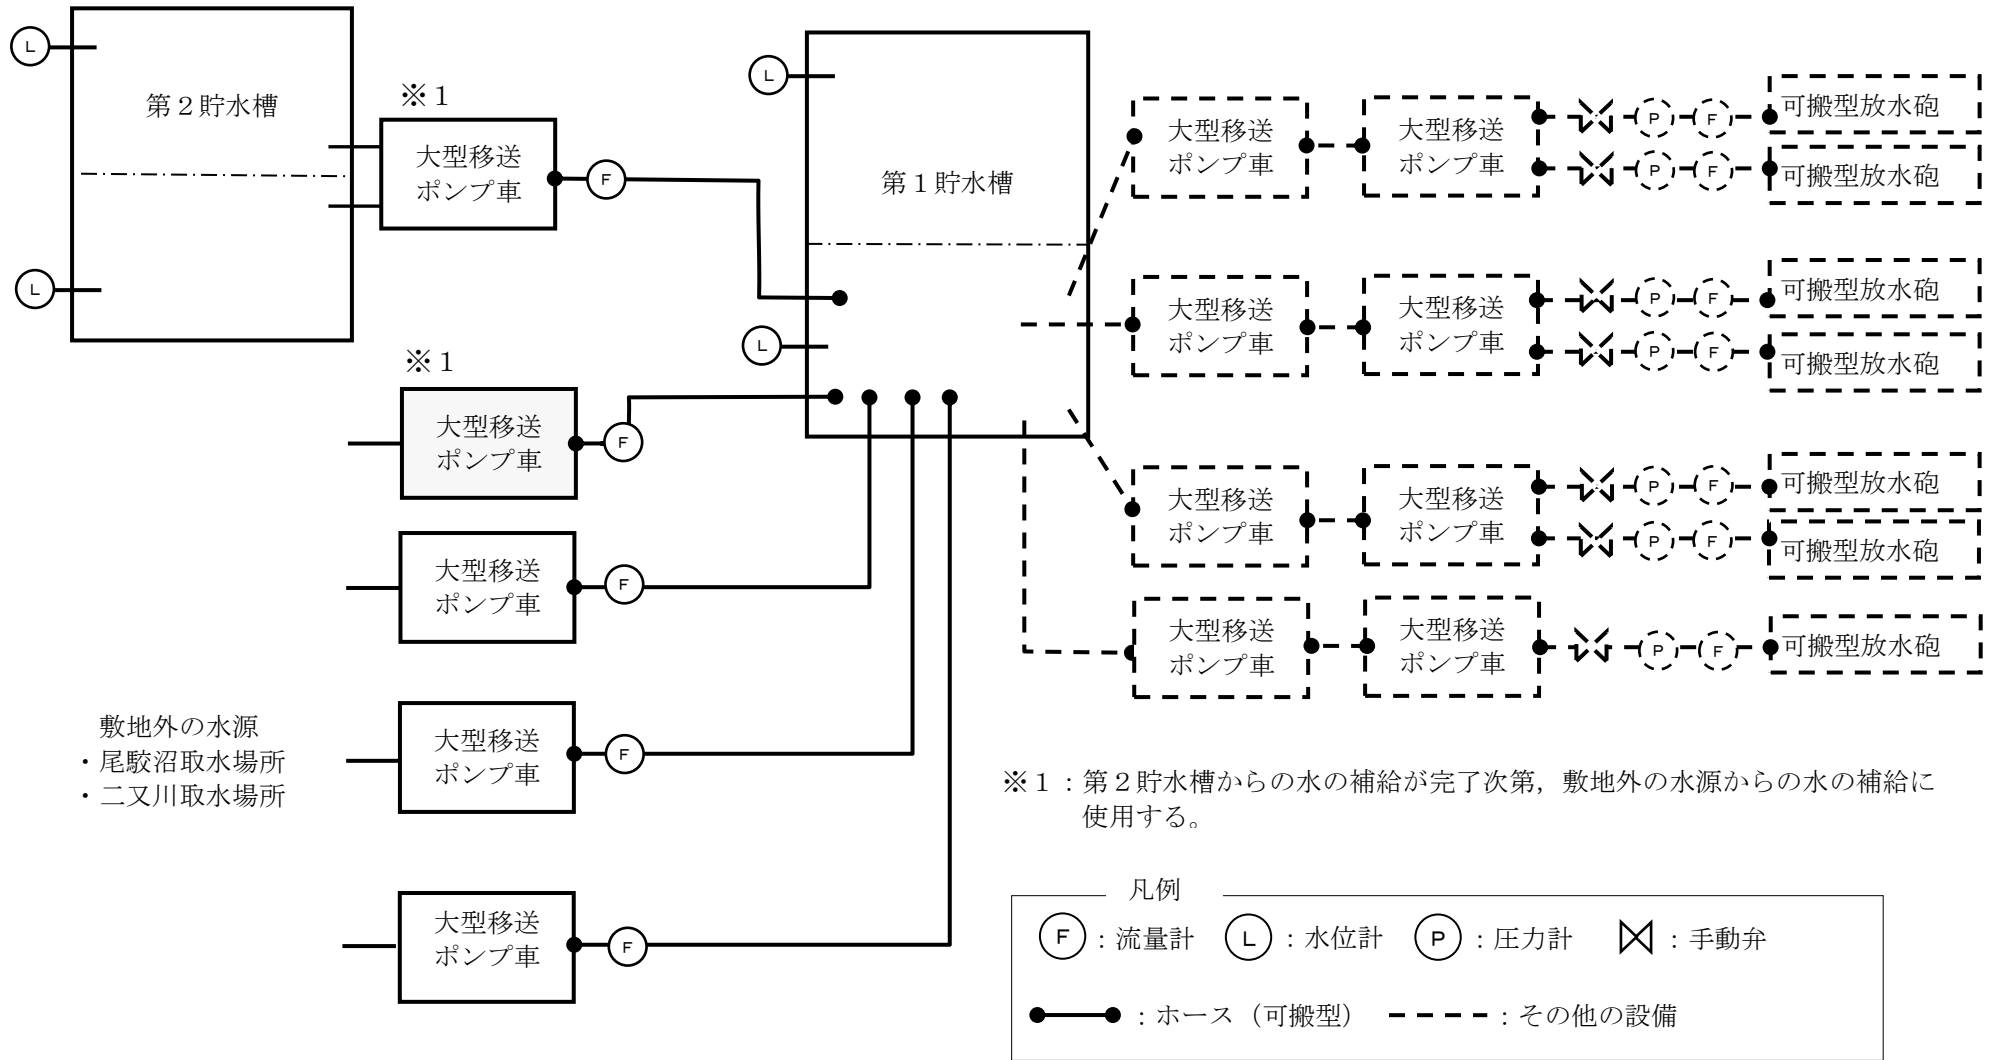 L
第２貯水槽
L
※１
大型移送
ポンプ車
F
L
第１貯水槽
L
※１
大型移送
ポンプ車
F
大型移送
ポンプ車
F
大型移送
ポンプ車
F
大型移送
ポンプ車
F
敷地外の水源
・尾駮沼取水場所
・二又川取水場所
大型移送
ポンプ車
大型移送
ポンプ車
P F 可搬型放水砲
P F 可搬型放水砲
大型移送
ポンプ車
大型移送
ポンプ車
P F 可搬型放水砲
P F 可搬型放水砲
大型移送
ポンプ車
大型移送
ポンプ車
P F 可搬型放水砲
P F 可搬型放水砲
大型移送
ポンプ車
大型移送
ポンプ車
P F 可搬型放水砲
※１：第２貯水槽からの水の補給が完了次第，敷地外の水源からの水の補給に
使用する。
凡例
F ：流量計 L ：水位計 P ：圧力計 ：手動弁
：ホース（可搬型） ：その他の設備